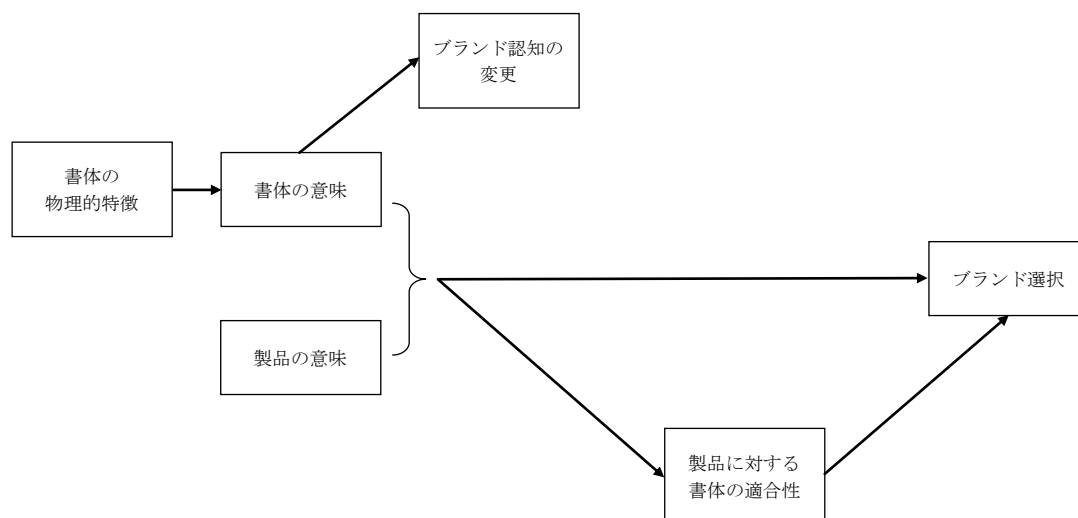 ブランド認知の
変更
書体の
物理的特徴
書体の意味
ブランド選択
製品の意味
製品に対する
書体の適合性